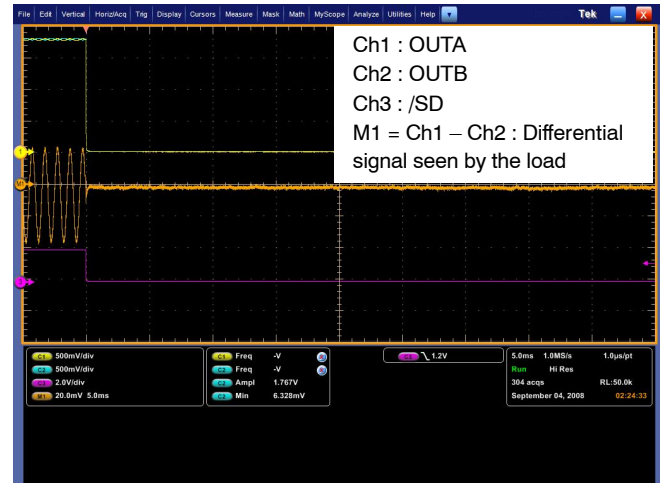 File Edit Vertical Horiz/Acq Trig Display Cursors Measure Mask Math MyScope Analyze Utilities Help Tek X
Ch1 : OUTA
Ch2 : OUTB
Ch3 : /SD
M1 = Ch1 – Ch2 : Differential
signal seen by the load
1
M1
3
C1 500mV/div
C2 500mV/div
C3 2.0V/div
M1 20.0mV 5.0ms
C1 Freq -V
C2 Freq -V
C2 Ampl 1.767V
C2 Min 6.328mV
C3 1.2V
5.0ms 1.0MS/s 1.0µs/pt
Run Hi Res
304 acqs RL:50.0k
September 04, 2008 02:24:33